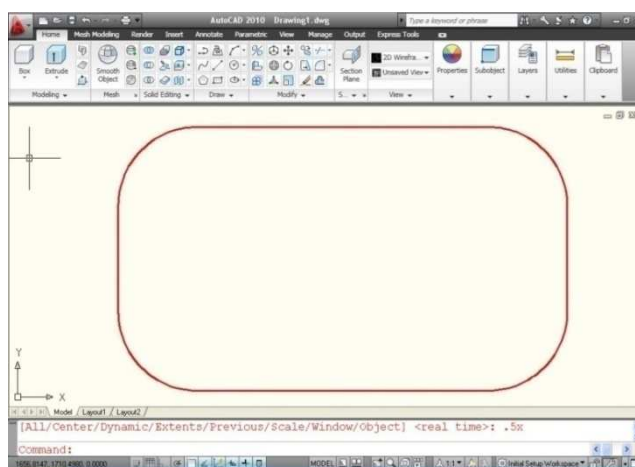 AutoCAD 2010 Drawing1.dwg
Type a keyword or phrase
Home Mesh Modeling Render Insert Annotate Parametric View Manage Output Express Tools
2D Wirefra...
Unsaved View
Box Extrude Smooth Object Section Plane Properties Subobject Layers Utilities Clipboard
Modeling Mesh Solid Editing Draw Modify S... View
Y
X
Model Layout1 Layout2
[All/Center/Dynamic/Extents/Previous/Scale/Window/Object] <real time>: .5x
Command:
MODEL 1:1 Initial Setup Workspace